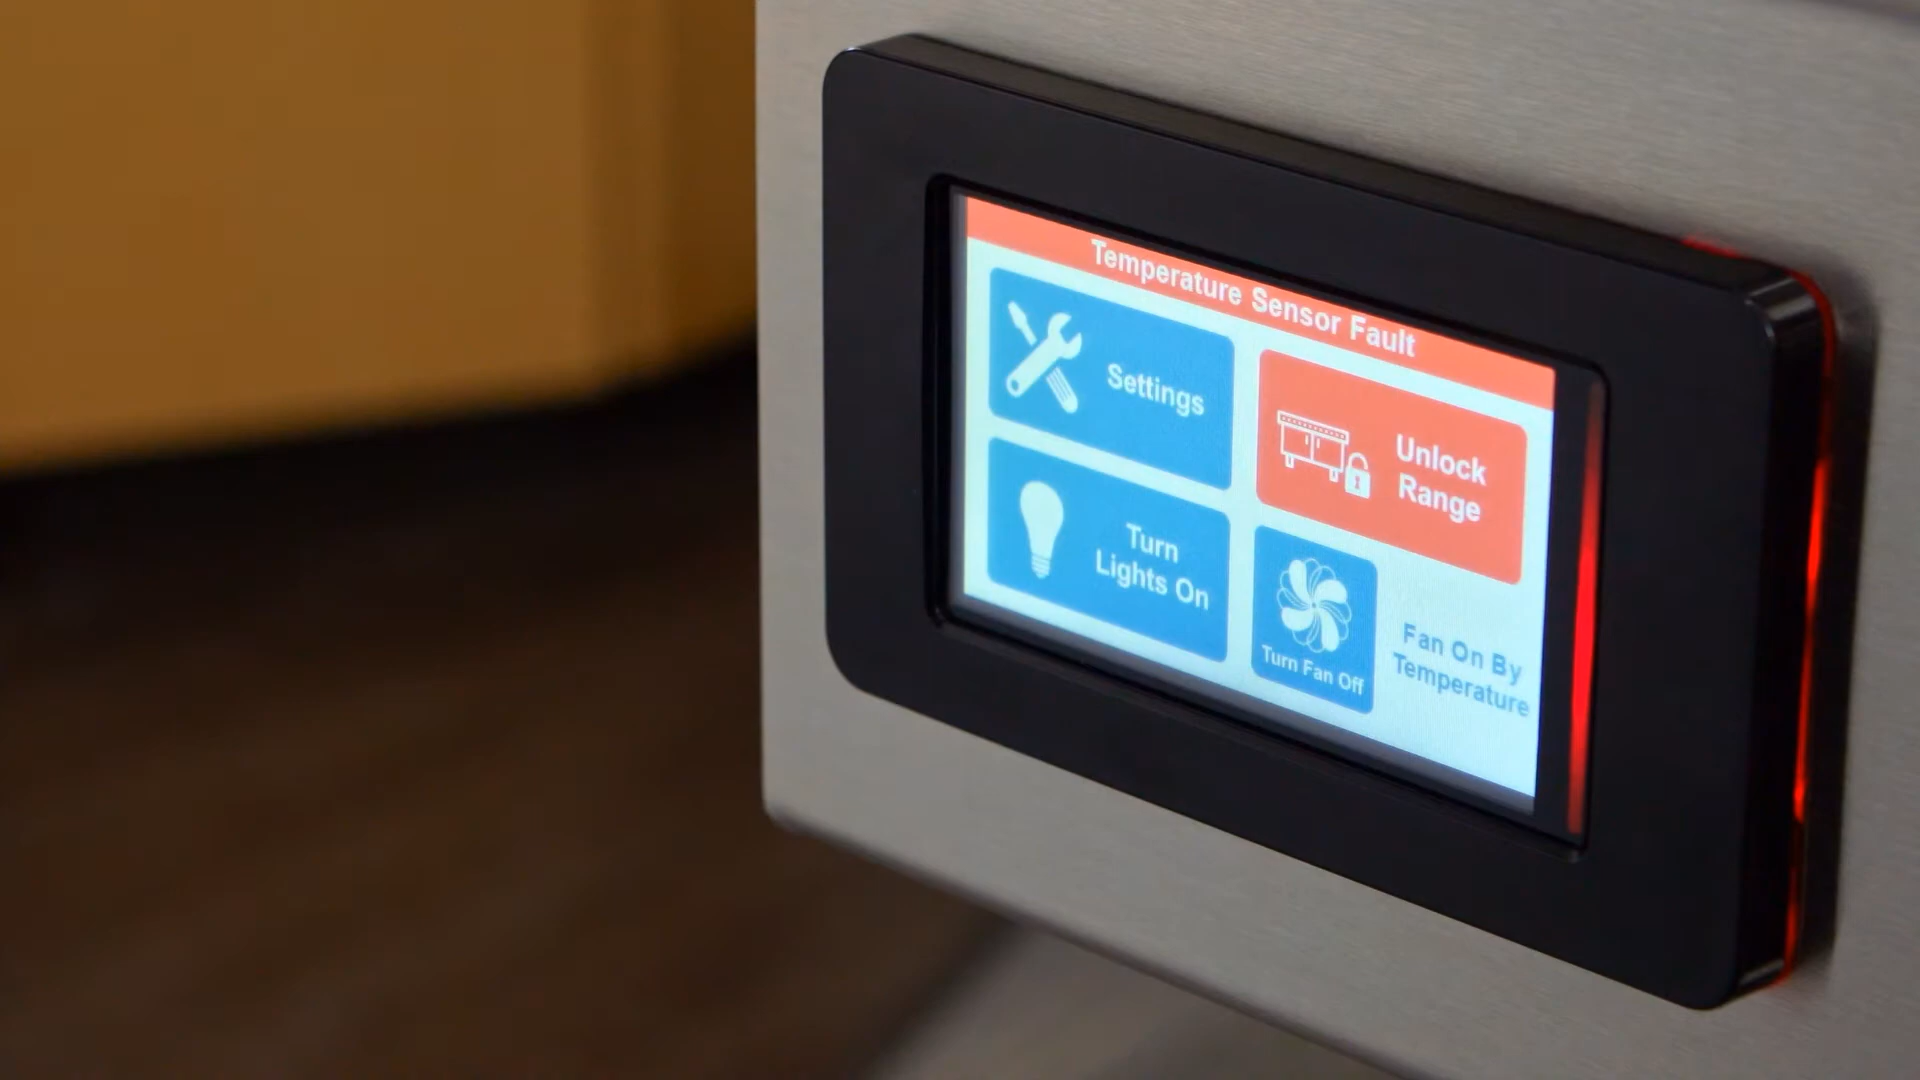 Temperature Sensor Fault
Settings
Unlock
Range
Turn
Lights On
Turn Fan Off
Fan On By
Temperature